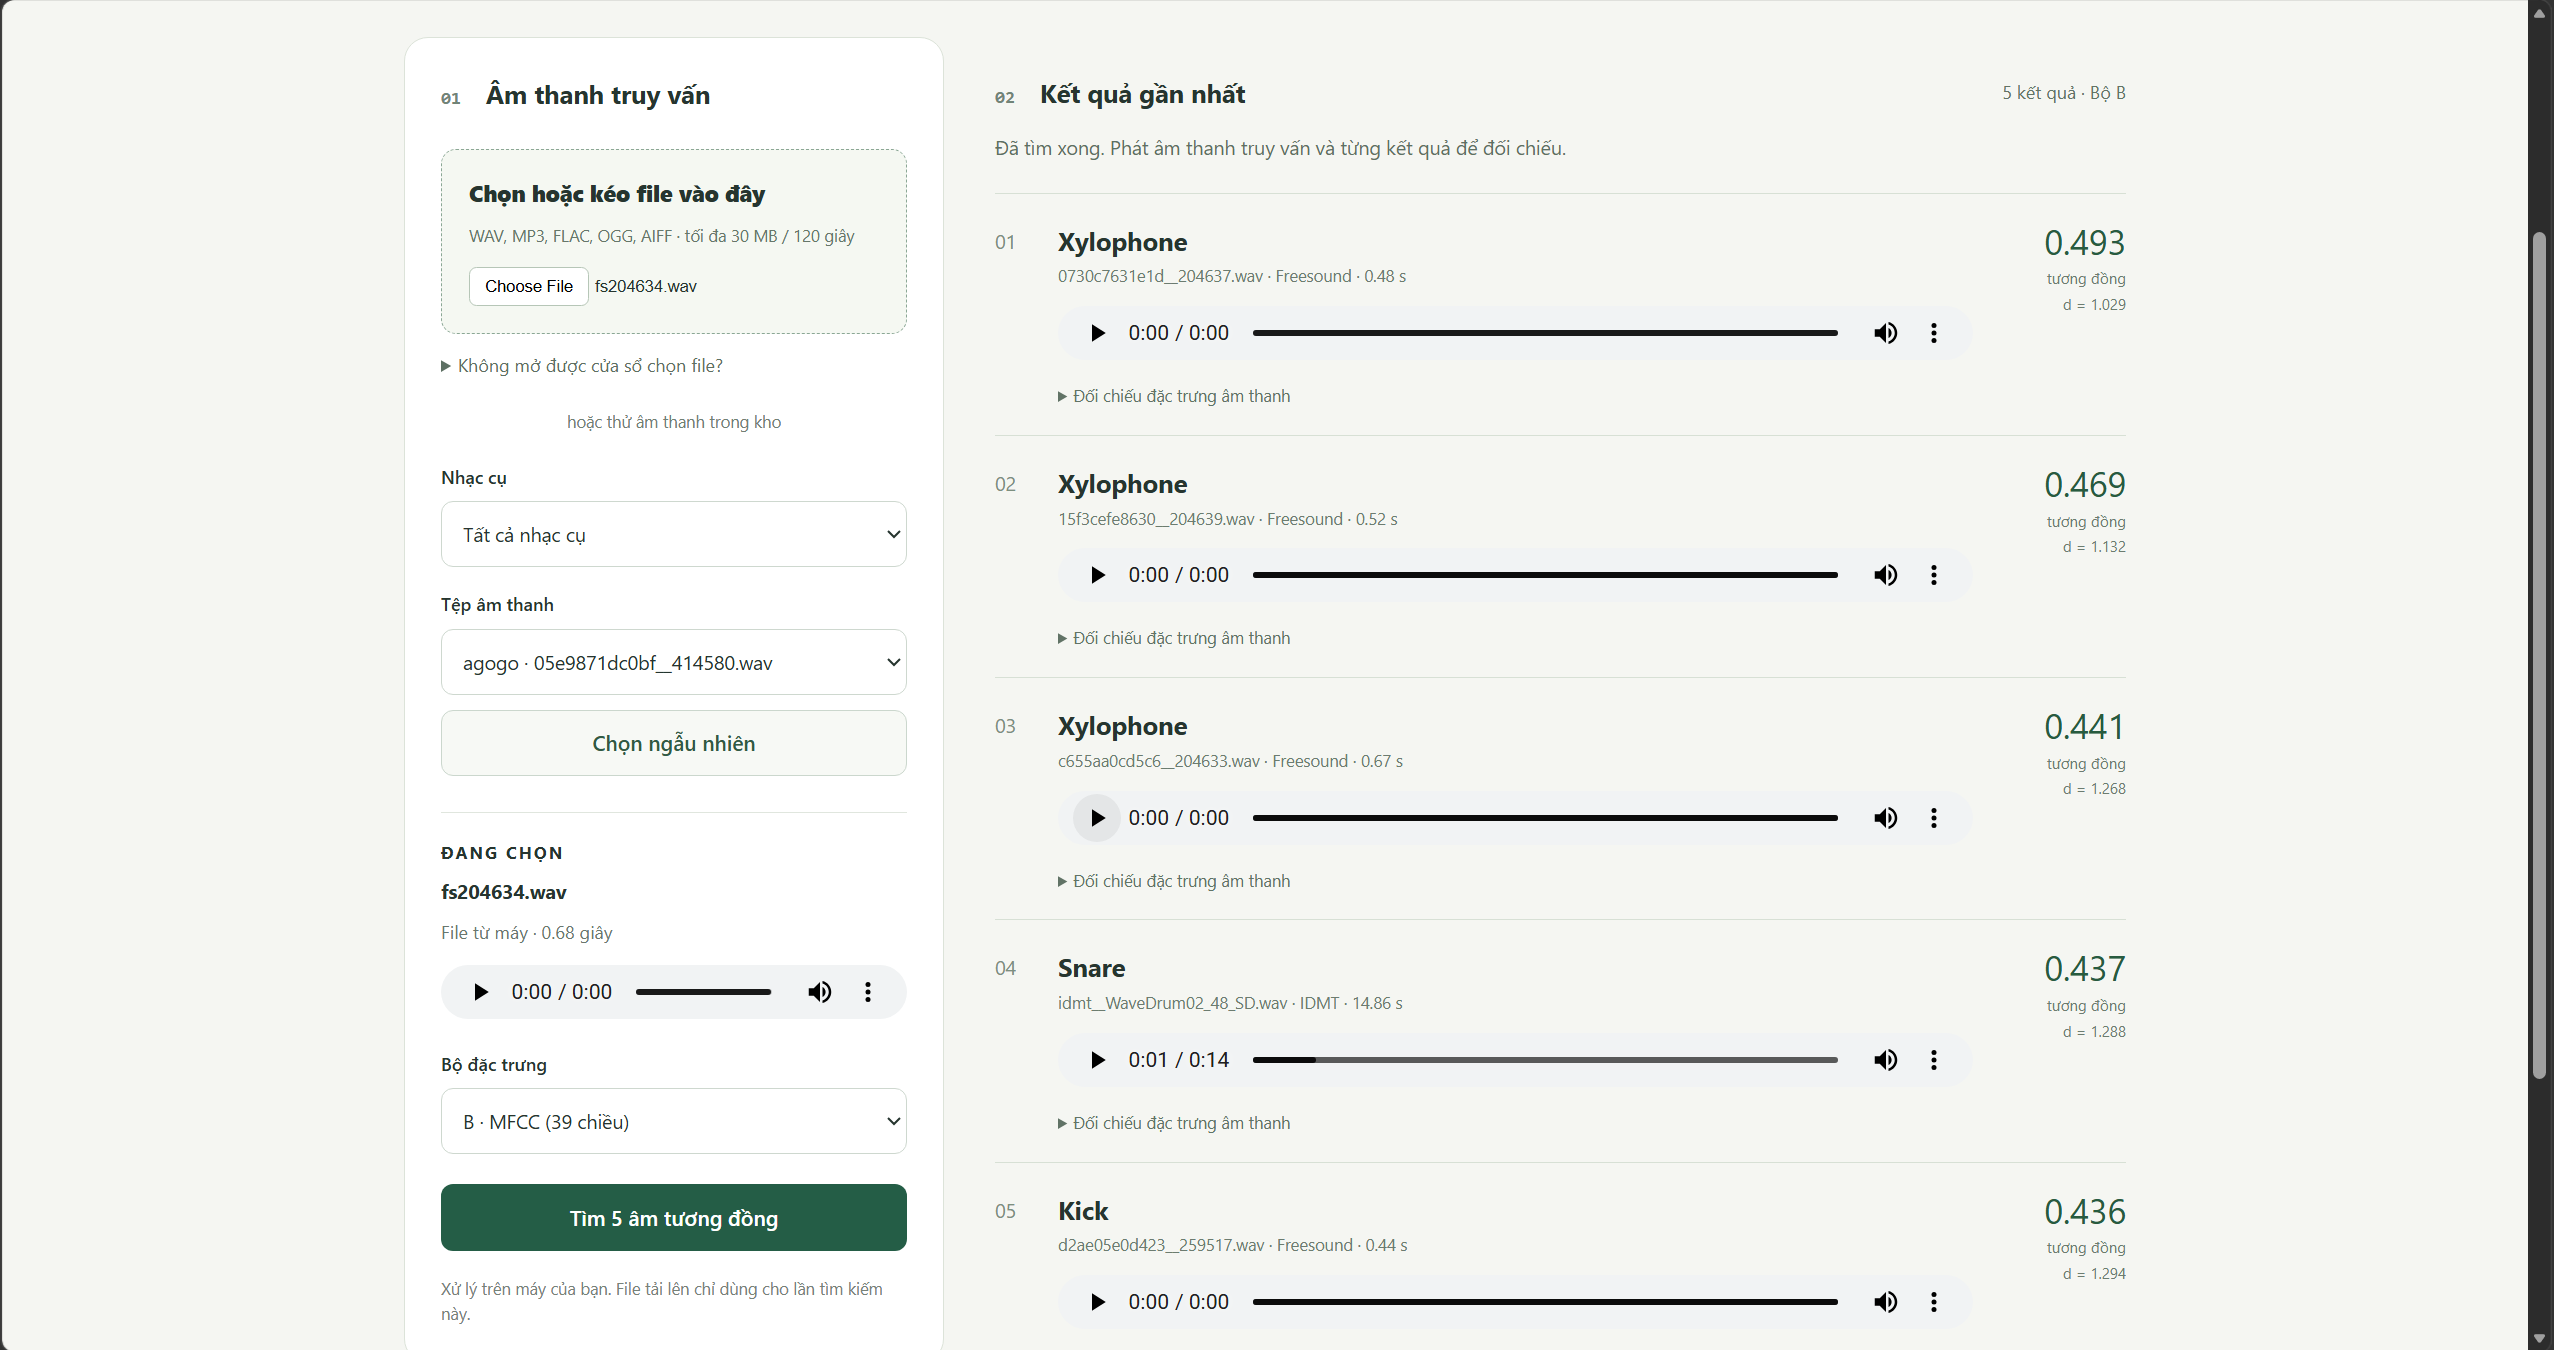 01 Âm thanh truy vấn
Chọn hoặc kéo file vào đây
WAV, MP3, FLAC, OGG, AIFF · tối đa 30 MB / 120 giây
Choose File fs204634.wav
Không mở được cửa sổ chọn file?
hoặc thử âm thanh trong kho
Nhạc cụ
Tất cả nhạc cụ
Tệp âm thanh
agogo · 05e9871dc0bf__414580.wav
Chọn ngẫu nhiên
ĐANG CHỌN
fs204634.wav
File từ máy · 0.68 giây
0:00 / 0:00
Bộ đặc trưng
B · MFCC (39 chiều)
Tìm 5 âm tương đồng
Xử lý trên máy của bạn. File tải lên chỉ dùng cho lần tìm kiếm
này.
02 Kết quả gần nhất
5 kết quả · Bộ B
Đã tìm xong. Phát âm thanh truy vấn và từng kết quả để đối chiếu.
01 Xylophone
0730c7631e1d__204637.wav · Freesound · 0.48 s
0:00 / 0:00
Đối chiếu đặc trưng âm thanh
0.493
tương đồng
d = 1.029
02 Xylophone
15f3cefe8630__204639.wav · Freesound · 0.52 s
0:00 / 0:00
Đối chiếu đặc trưng âm thanh
0.469
tương đồng
d = 1.132
03 Xylophone
c655aa0cd5c6__204633.wav · Freesound · 0.67 s
0:00 / 0:00
Đối chiếu đặc trưng âm thanh
0.441
tương đồng
d = 1.268
04 Snare
idmt__WaveDrum02_48_SD.wav · IDMT · 14.86 s
0:01 / 0:14
Đối chiếu đặc trưng âm thanh
0.437
tương đồng
d = 1.288
05 Kick
d2ae05e0d423__259517.wav · Freesound · 0.44 s
0:00 / 0:00
0.436
tương đồng
d = 1.294